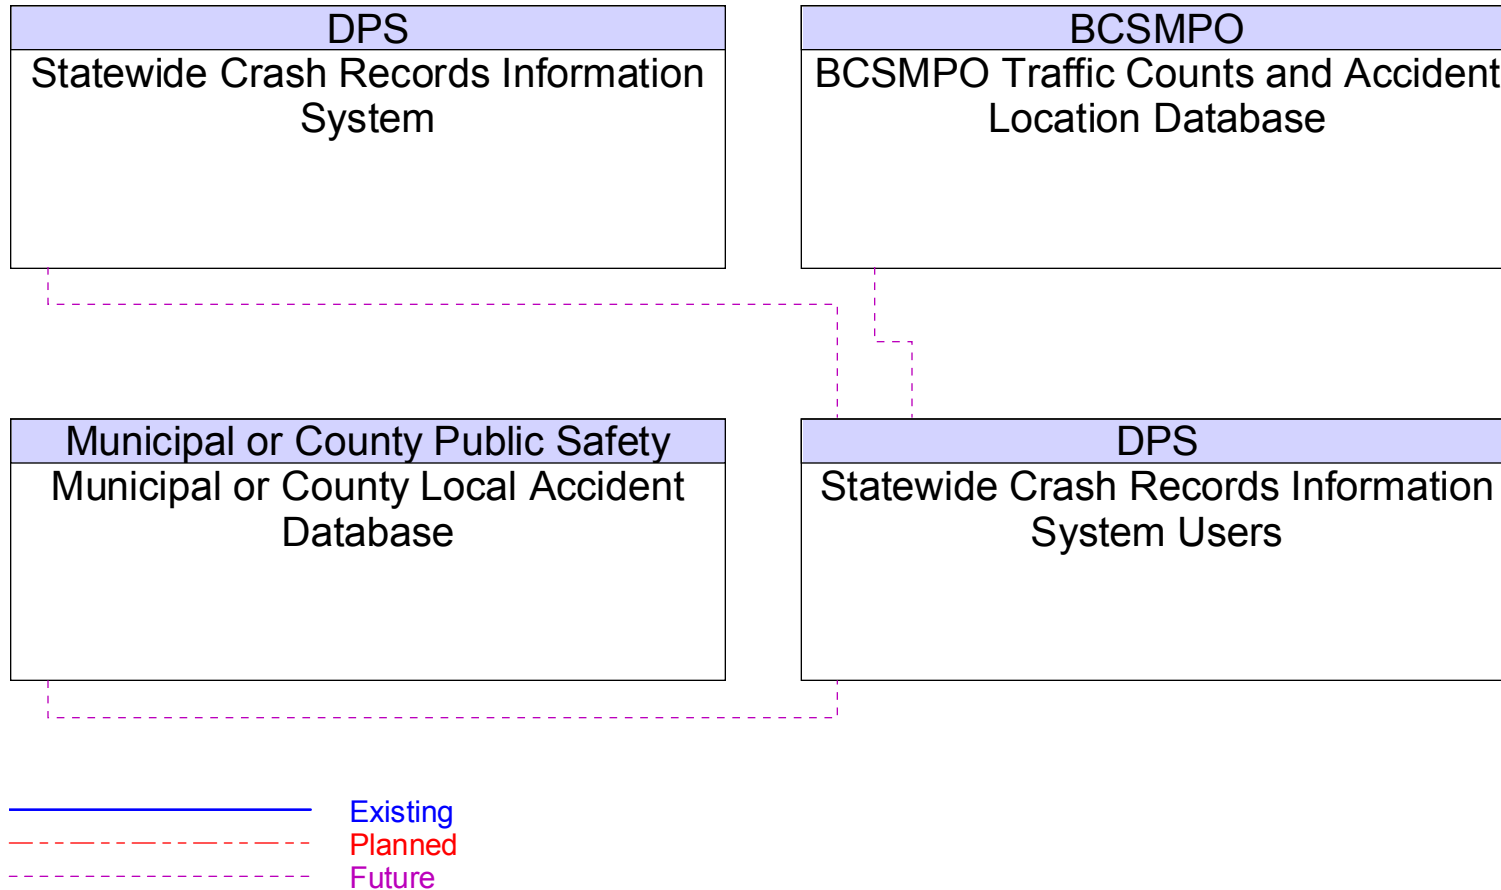 DPS
Statewide Crash Records Information
System
BCSMPO
BCSMPO Traffic Counts and Accident
Location Database
Municipal or County Public Safety
Municipal or County Local Accident
Database
DPS
Statewide Crash Records Information
System Users
Existing
Planned
Future